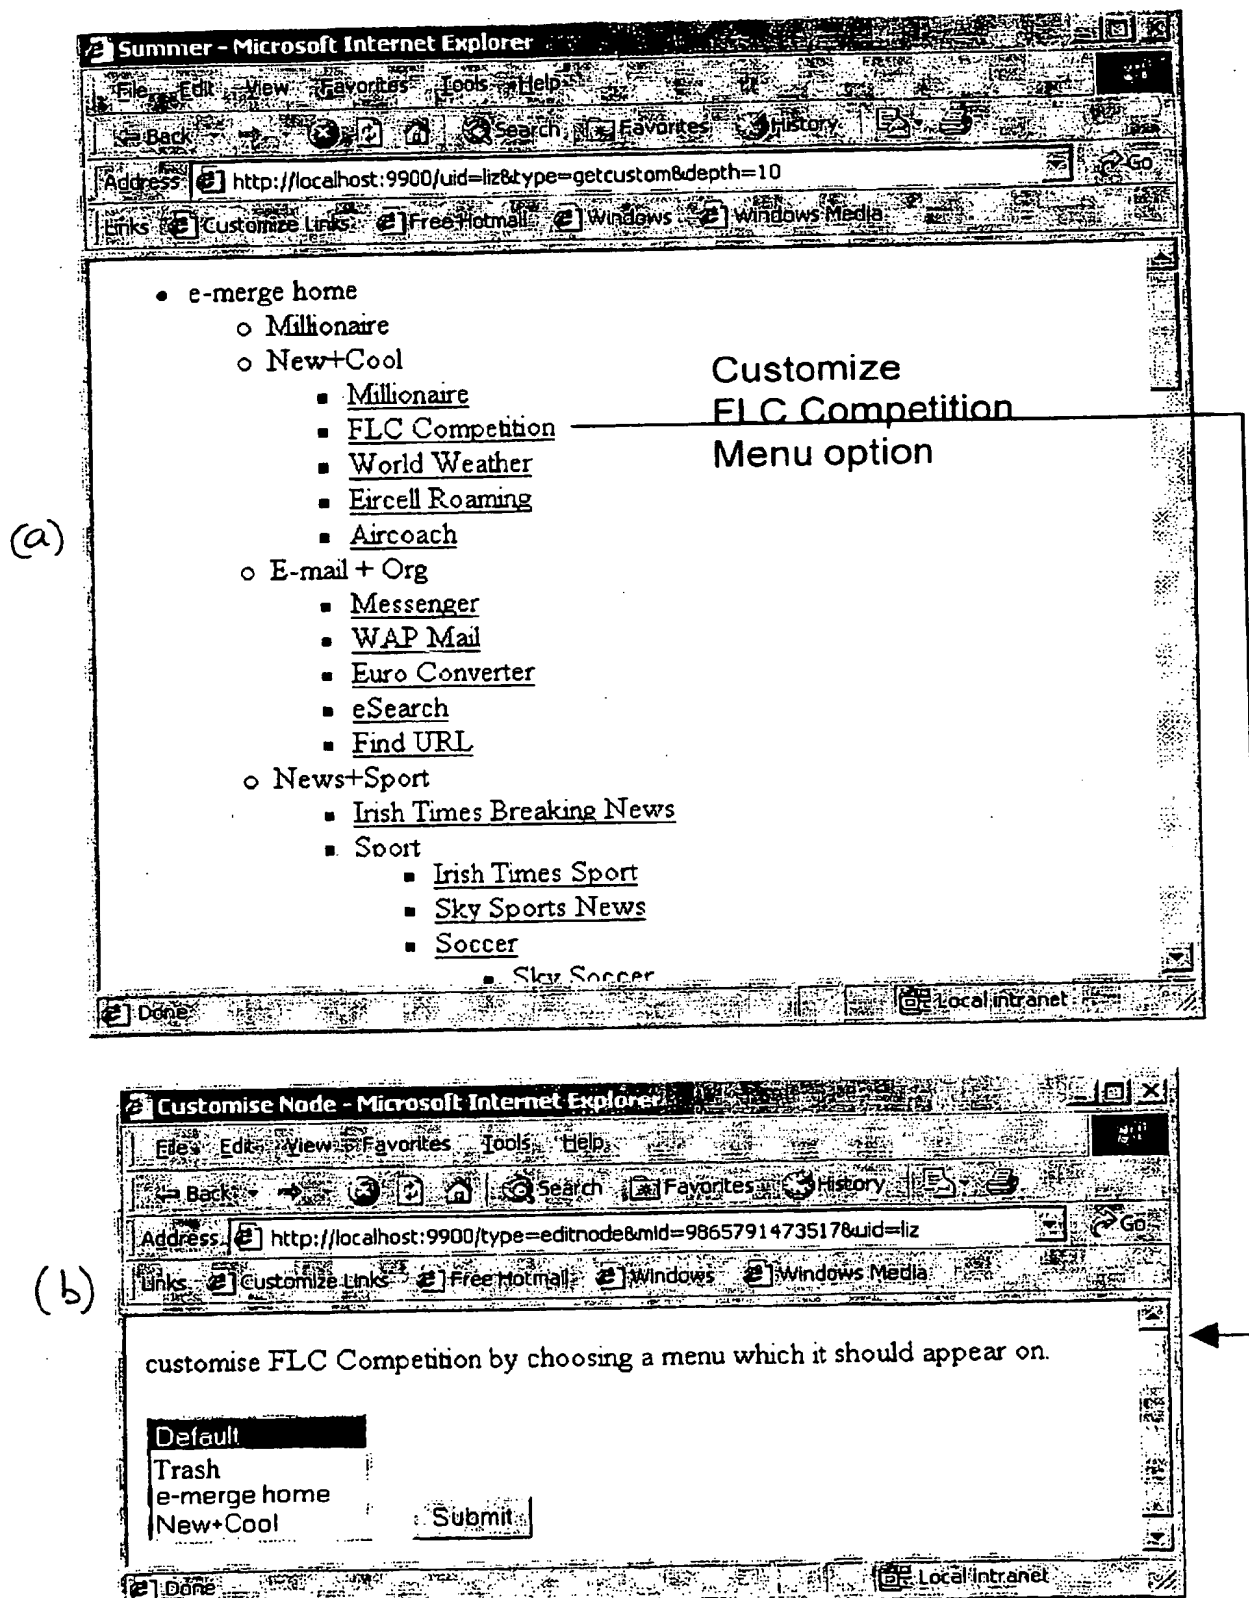 Summer - Microsoft Internet Explorer
File Edit View Favorites Tools Help
Back Search Favorites History
Address http://localhost:9900/uid=liz&type=getcustom&depth=10 Go
Links Customize Links Free Hotmail Windows Windows Media
e-merge home
Millionaire
New+Cool
Customize
Millionaire
FLC Competition
FLC Competition
World Weather
Menu option
Eircell Roaming
(a)
Aircoach
E-mail + Org
Messenger
WAP Mail
Euro Converter
eSearch
Find URL
News+Sport
Irish Times Breaking News
Sport
Irish Times Sport
Sky Sports News
Soccer
Sky Soccer
Done Local intranet
Customise Node - Microsoft Internet Explorer
File Edit View Favorites Tools Help
Back Search Favorites History
Address http://localhost:9900/type=editnode&mid=9865791473517&uid=liz Go
(b)
Links Customize Links Free Hotmail Windows Windows Media
customise FLC Competition by choosing a menu which it should appear on.
Default
Trash
e-merge home
New+Cool Submit
Done Local intranet